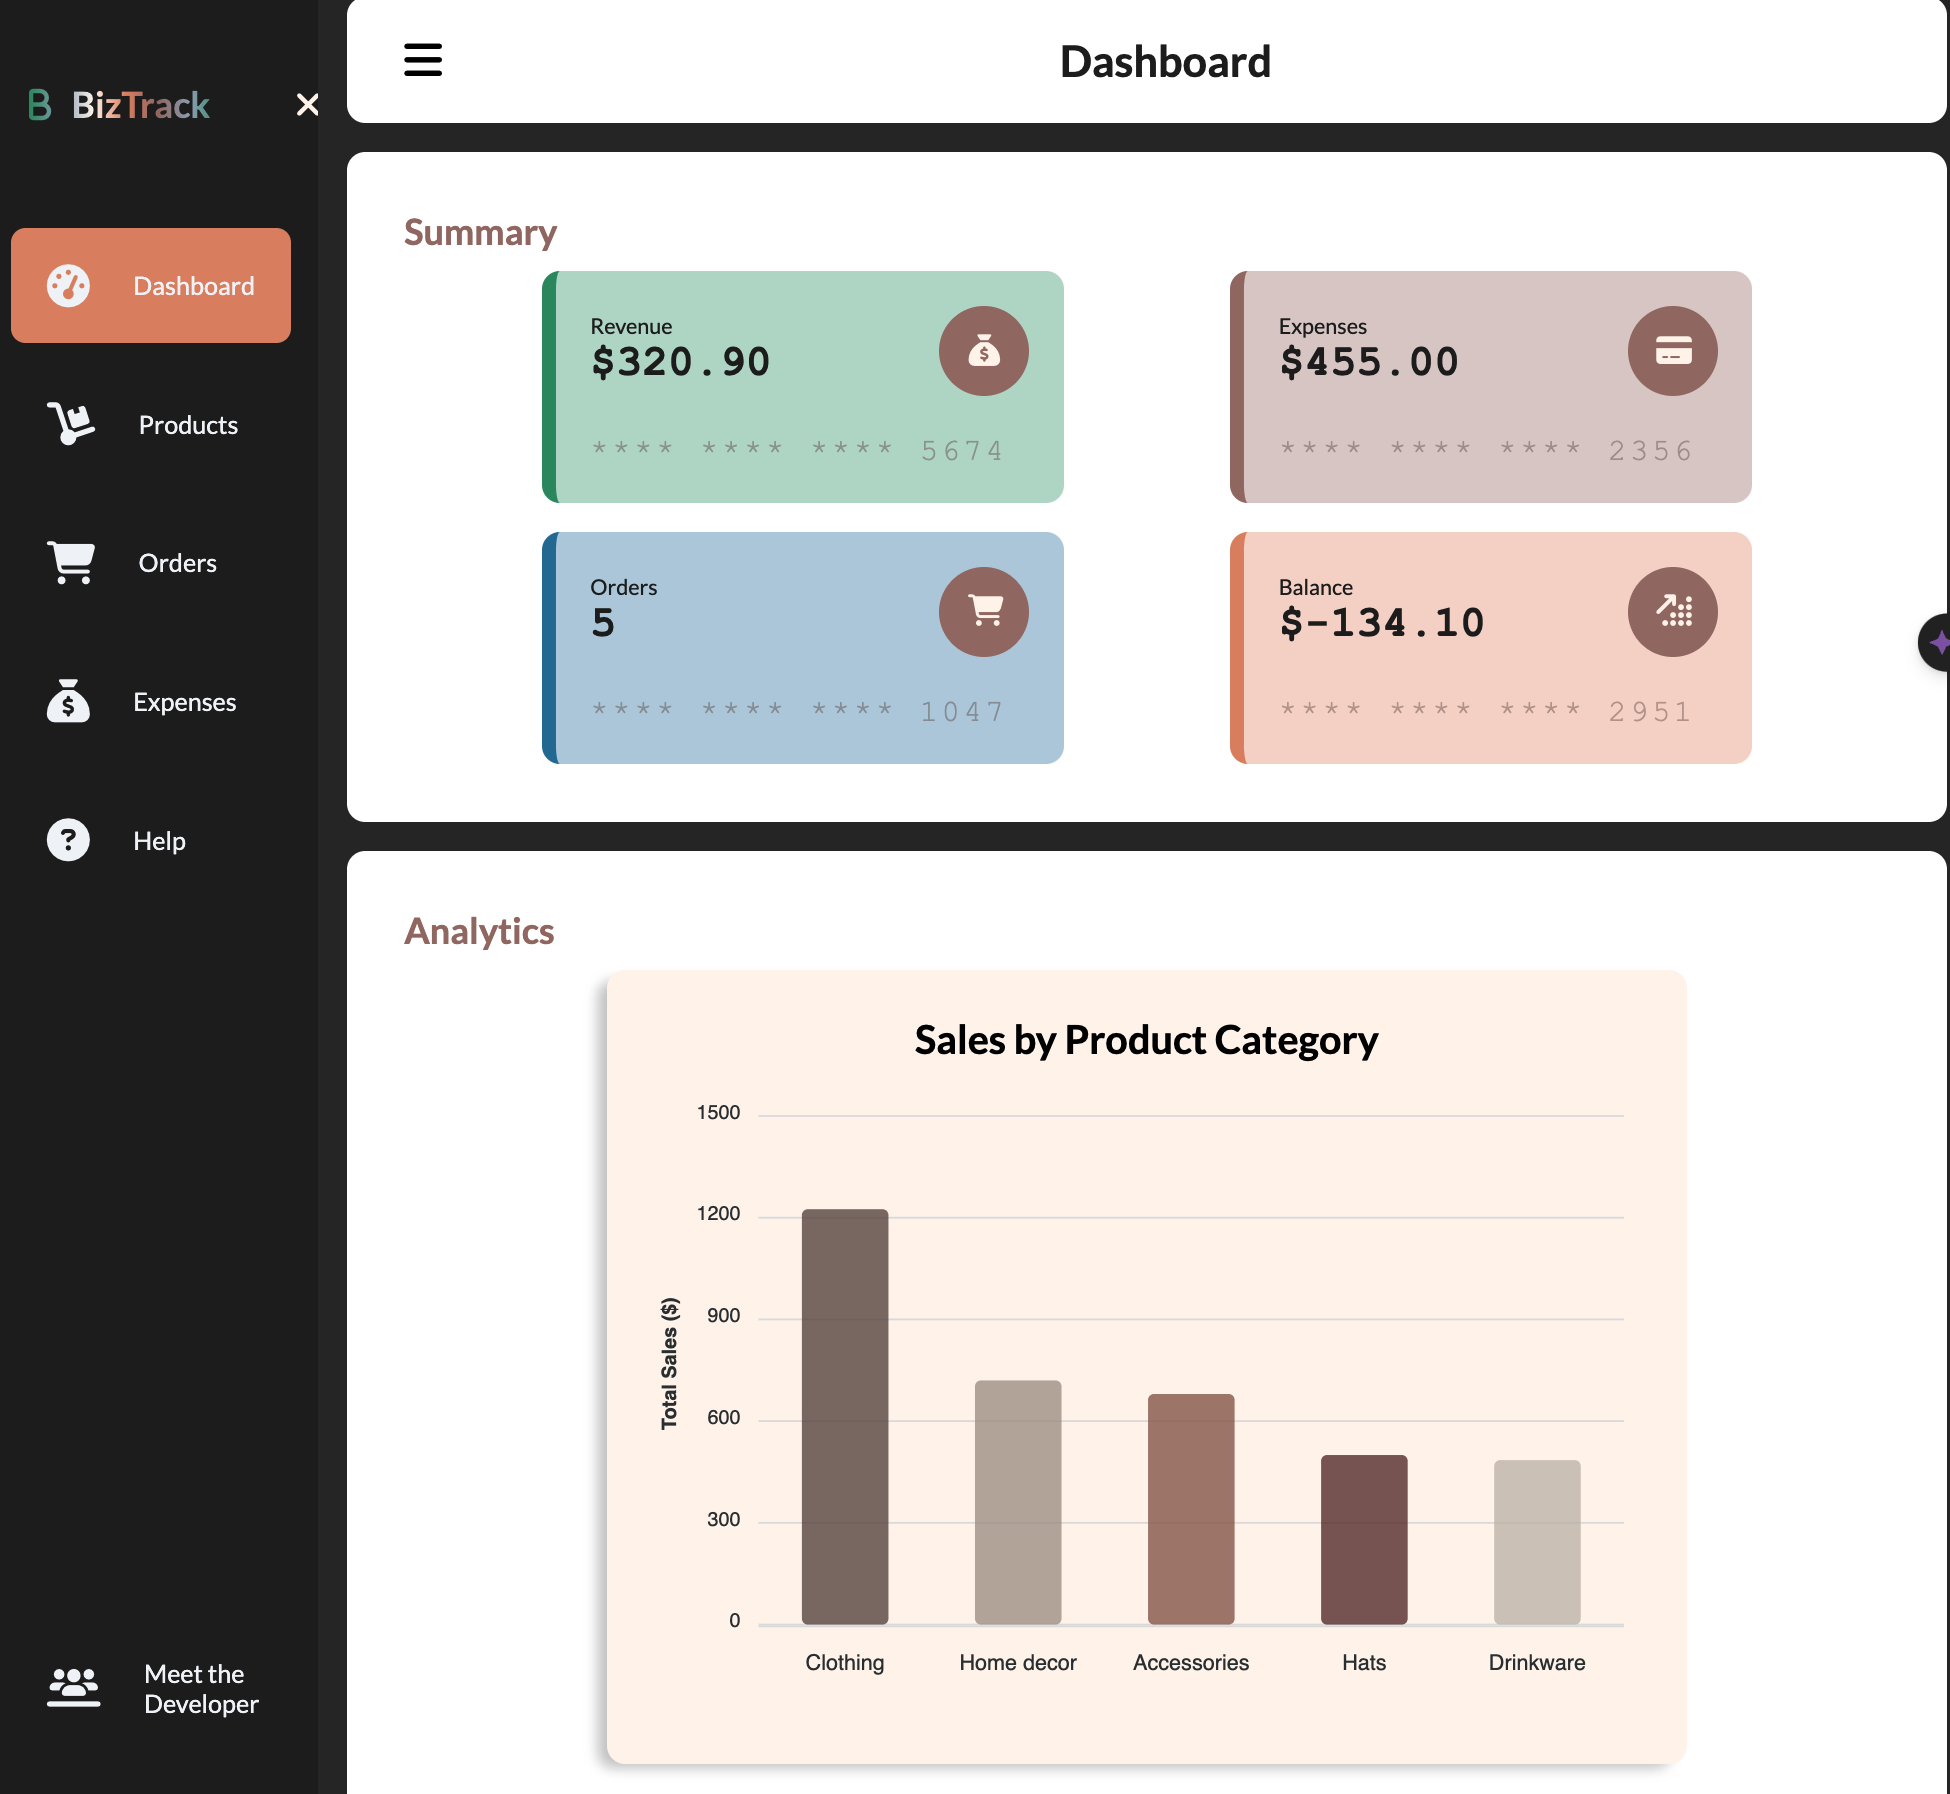 B BizTrack
Dashboard
Products
Orders
Expenses
Help
Meet the
Developer
Dashboard
Summary
Revenue
$320.90
**** **** **** 5674
Expenses
$455.00
**** **** **** 2356
Orders
5
**** **** **** 1047
Balance
$-134.10
**** **** **** 2951
Analytics
Sales by Product Category
Total Sales ($)
1500
1200
900
600
300
0
Clothing
Home decor
Accessories
Hats
Drinkware